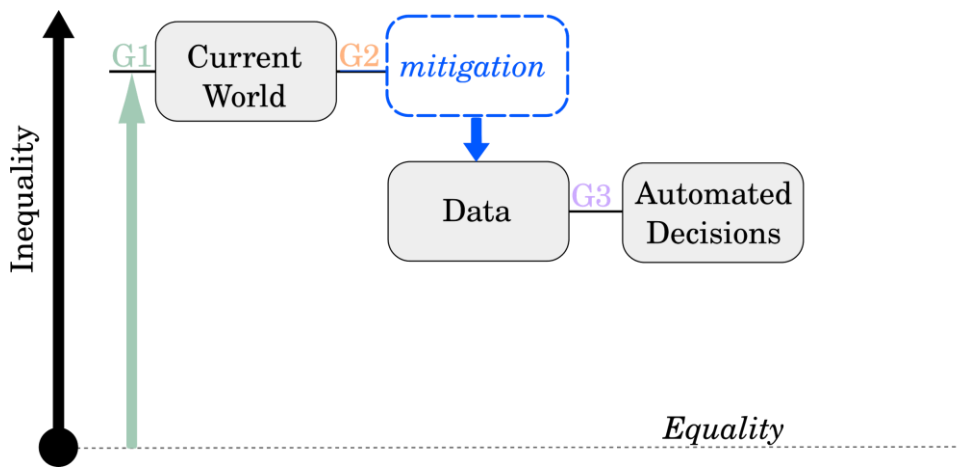 G1
Current
World
G2
mitigation
Inequality
Data
G3
Automated
Decisions
Equality